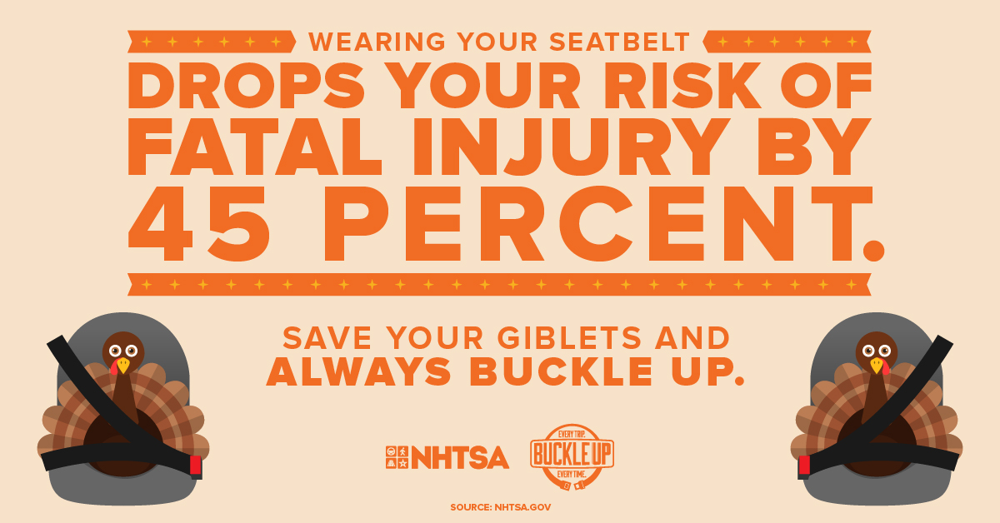 WEARING YOUR SEATBELT
DROPS YOUR RISK OF
FATAL INJURY BY
45 PERCENT.
SAVE YOUR GIBLETS AND
ALWAYS BUCKLE UP.
NHTSA
EVERY TRIP.
BUCKLE UP
EVERY TIME.
SOURCE: NHTSA.GOV